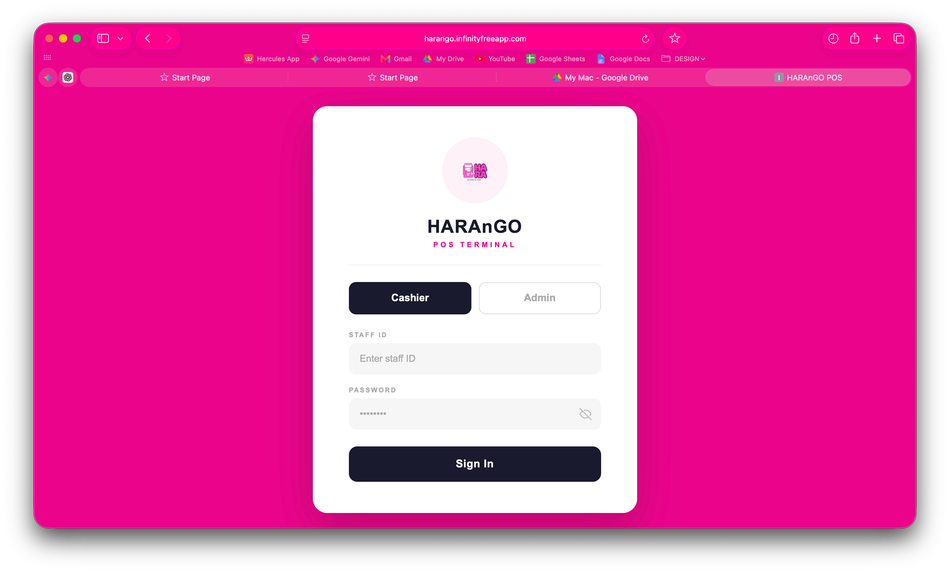 harango.infinityfreeapp.com
Hercules App Google Gemini Gmail My Drive YouTube Google Sheets Google Docs DESIGN
Start Page Start Page My Mac - Google Drive I HARAnGO POS
HA
RA
HARAnGO
POS TERMINAL
Cashier Admin
STAFF ID
Enter staff ID
PASSWORD
••••••••
Sign In